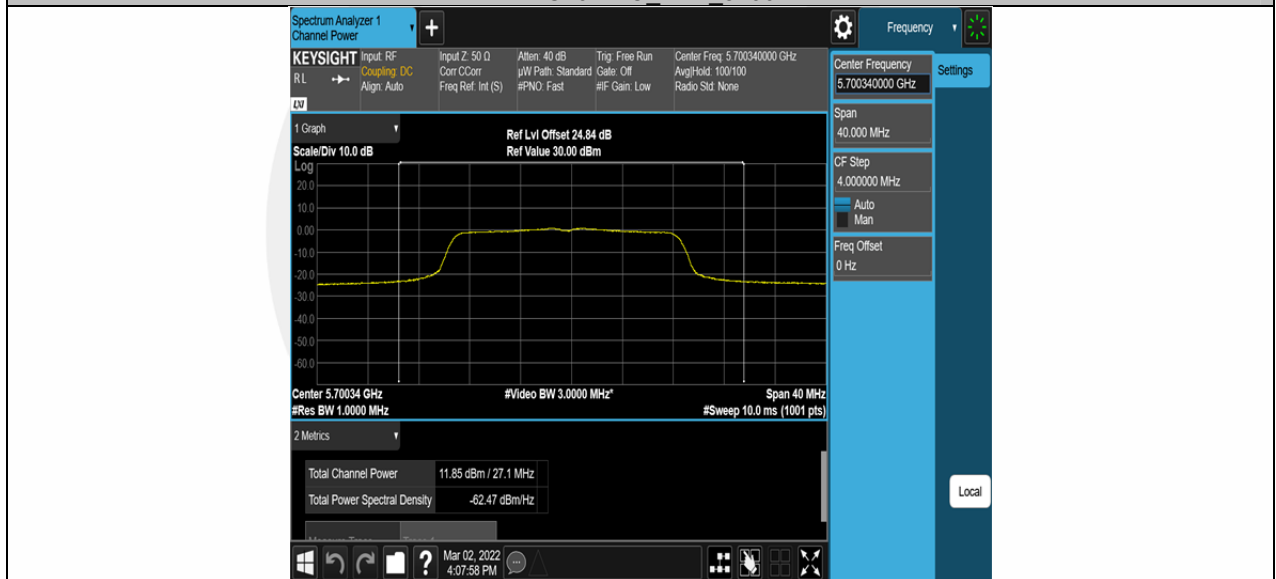 Spectrum Analyzer 1
Channel Power
+
Frequency
KEYSIGHT
RL
LXI
Input: RF
Coupling: DC
Align: Auto
Input Z: 50 Ω
Corr CCorr
Freq Ref: Int (S)
Atten: 40 dB
µW Path: Standard
#PNO: Fast
Trig: Free Run
Gate: Off
#IF Gain: Low
Center Freq: 5.700340000 GHz
Avg|Hold: 100/100
Radio Std: None
Center Frequency
5.700340000 GHz
Settings
Span
40.000 MHz
CF Step
4.000000 MHz
Auto
Man
Freq Offset
0 Hz
Local
1 Graph
Scale/Div 10.0 dB
Ref Lvl Offset 24.84 dB
Ref Value 30.00 dBm
Log
20.0
10.0
0.00
-10.0
-20.0
-30.0
-40.0
-50.0
-60.0
Center 5.70034 GHz
#Res BW 1.0000 MHz
#Video BW 3.0000 MHz*
Span 40 MHz
#Sweep 10.0 ms (1001 pts)
2 Metrics
Total Channel Power 11.85 dBm / 27.1 MHz
Total Power Spectral Density -62.47 dBm/Hz
?
Mar 02, 2022
4:07:58 PM